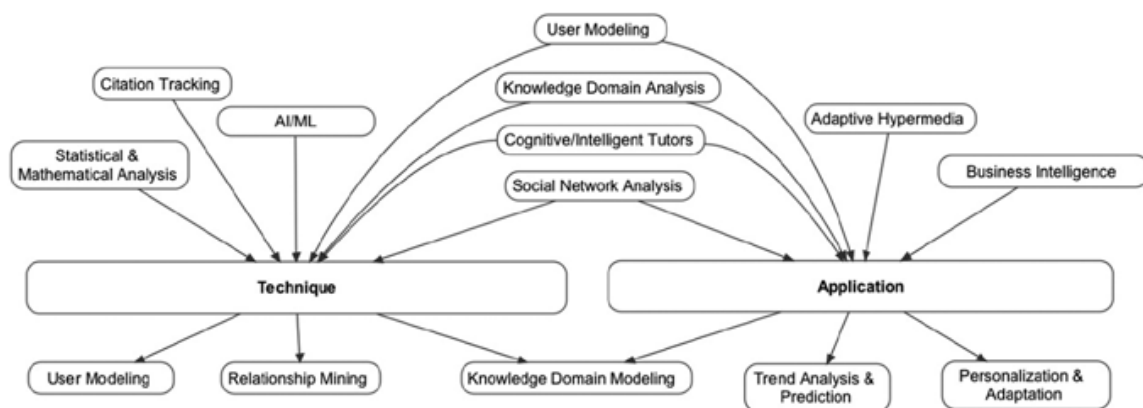 User Modeling
Citation Tracking
Knowledge Domain Analysis
AI/ML
Adaptive Hypermedia
Cognitive/Intelligent Tutors
Statistical &
Mathematical Analysis
Business Intelligence
Social Network Analysis
Technique
Application
User Modeling
Relationship Mining
Knowledge Domain Modeling
Trend Analysis &
Prediction
Personalization &
Adaptation